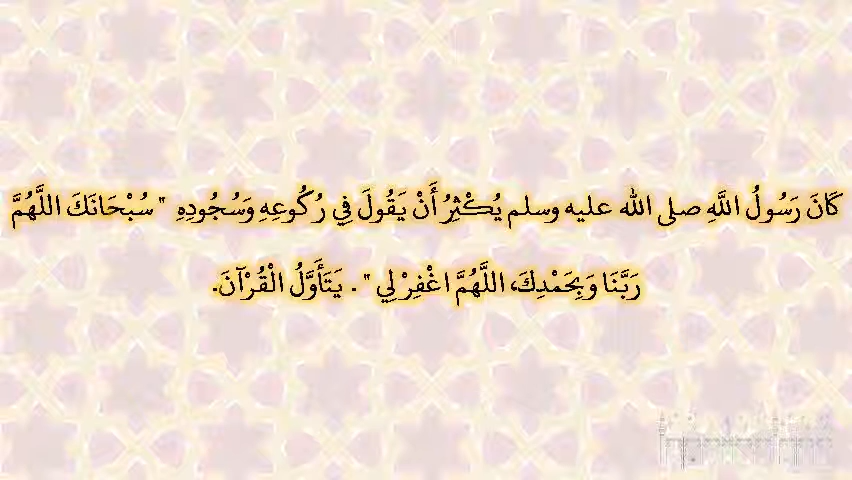 كَانَ رَسُولُ اللَّهِ صلى الله عليه وسلم يُكْثِرُ أَنْ يَقُولَ فِي رُكُوعِهِ وَسُجُودِهِ " سُبْحَانَكَ اللَّهُمَّ
رَبَّنَا وَبِحَمْدِكَ، اللَّهُمَّ اغْفِرْ لِي " . يَتَأَوَّلُ الْقُرْآنَ.